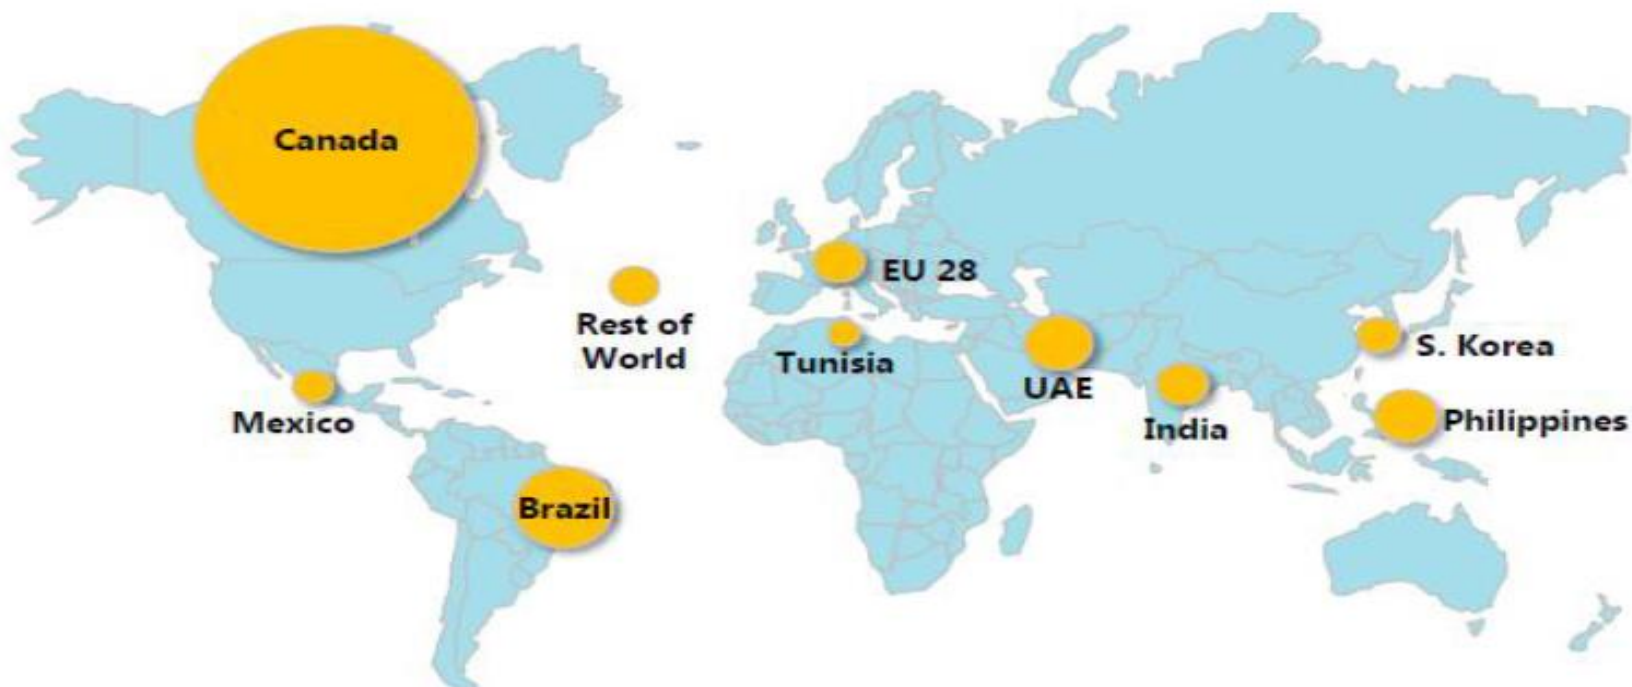 Canada
EU 28
Rest of
World
Tunisia
S. Korea
UAE
Mexico
India
Philippines
Brazil